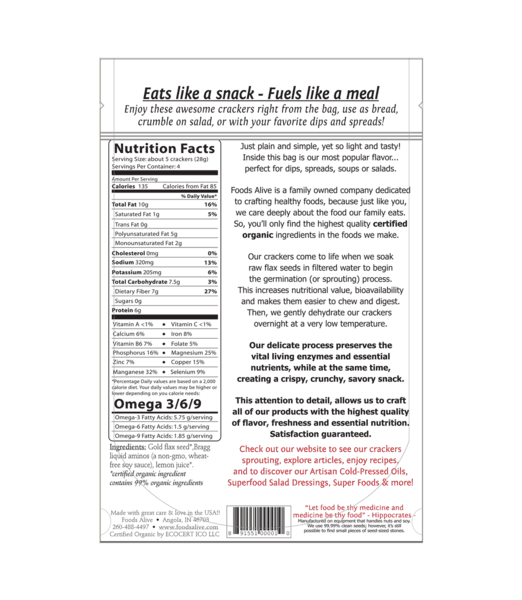 Eats like a snack - Fuels like a meal
Enjoy these awesome crackers right from the bag, use as bread,
crumble on salad, or with your favorite dips and spreads!
Nutrition Facts
Serving Size: about 5 crackers (28g)
Servings Per Container: 4
Amount Per Serving
Calories 135 Calories from Fat 85
% Daily Value*
Total Fat 10g 16%
Saturated Fat 1g 5%
Trans Fat 0g
Polyunsaturated Fat 5g
Monounsaturated Fat 2g
Cholesterol 0mg 0%
Sodium 320mg 13%
Potassium 205mg 6%
Total Carbohydrate 7.5g 3%
Dietary Fiber 7g 27%
Sugars 0g
Protein 6g
Vitamin A <1% • Vitamin C <1%
Calcium 6% • Iron 8%
Vitamin B6 7% • Folate 5%
Phosphorus 16% • Magnesium 25%
Zinc 7% • Copper 15%
Manganese 32% • Selenium 9%
*Percentage Daily values are based on a 2,000
calorie diet. Your daily values may be higher or
lower depending on you calorie needs:
Omega 3/6/9
Omega-3 Fatty Acids: 5.75 g/serving
Omega-6 Fatty Acids: 1.5 g/serving
Omega-9 Fatty Acids: 1.85 g/serving
Ingredients: Gold flax seed*,Bragg
liquid aminos (a non-gmo, wheat-
free soy sauce), lemon juice*.
*certified organic ingredient
contains 99% organic ingredients
Made with great care & love in the USA!!
Foods Alive • Angola, IN 46703
260-488-4497 • www.foodsalive.com
Certified Organic by ECOCERT ICO LLC
Just plain and simple, yet so light and tasty!
Inside this bag is our most popular flavor...
perfect for dips, spreads, soups or salads.
Foods Alive is a family owned company dedicated
to crafting healthy foods, because just like you,
we care deeply about the food our family eats.
So, you'll only find the highest quality certified
organic ingredients in the foods we make.
Our crackers come to life when we soak
raw flax seeds in filtered water to begin
the germination (or sprouting) process.
This increases nutritional value, bioavailability
and makes them easier to chew and digest.
Then, we gently dehydrate our crackers
overnight at a very low temperature.
Our delicate process preserves the
vital living enzymes and essential
nutrients, while at the same time,
creating a crispy, crunchy, savory snack.
This attention to detail, allows us to craft
all of our products with the highest quality
of flavor, freshness and essential nutrition.
Satisfaction guaranteed.
Check out our website to see our crackers
sprouting, explore articles, enjoy recipes,
and to discover our Artisan Cold-Pressed Oils,
Superfood Salad Dressings, Super Foods & more!
8 91551 00001 0
"Let food be thy medicine and
medicine be thy food" - Hippocrates -
Manufactured on equipment that handles nuts and soy.
We use 99.99% clean seeds; however, it's still
possible to find small pieces of seed-sized stones.